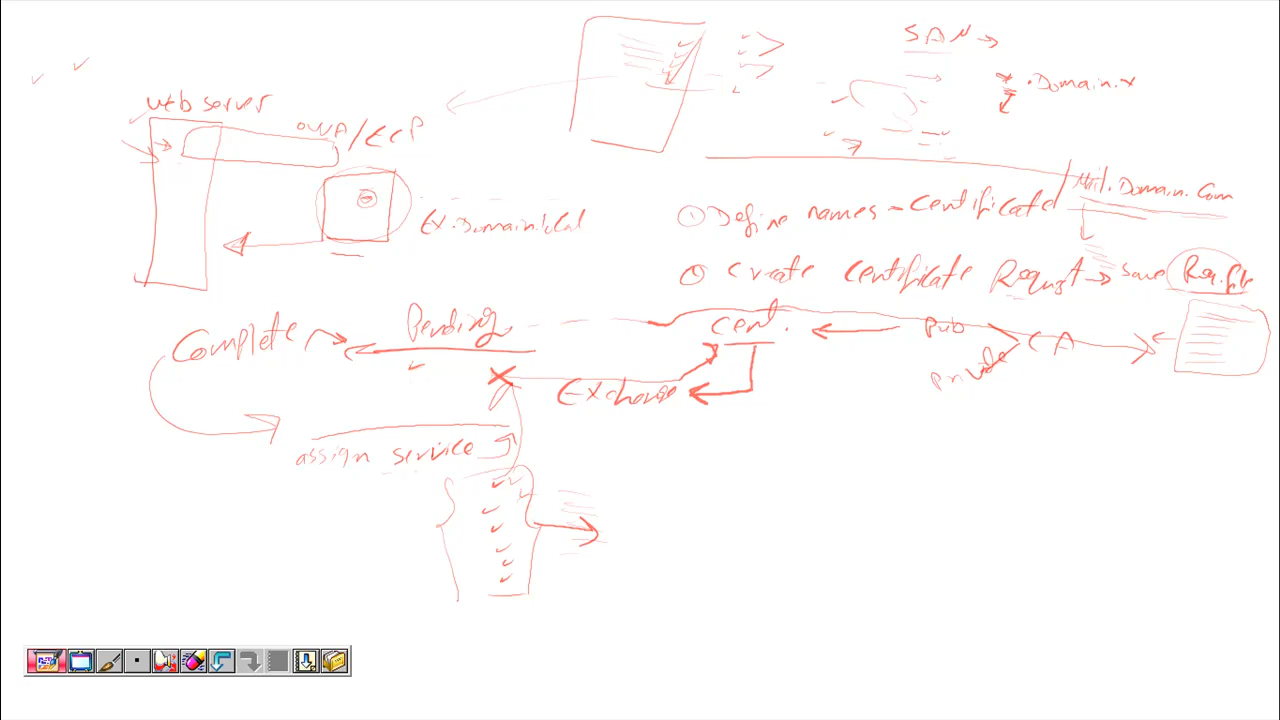 SAN →
*.Domain.x
web server
OWA/ECP
Mail.Domain.Com
① Define names - Certificate
Ex.Domain.local
① Create Certificate Request → Save Req.file
Complete
Pending
Cert.
Pub
CA
Private
Exchange
assign service